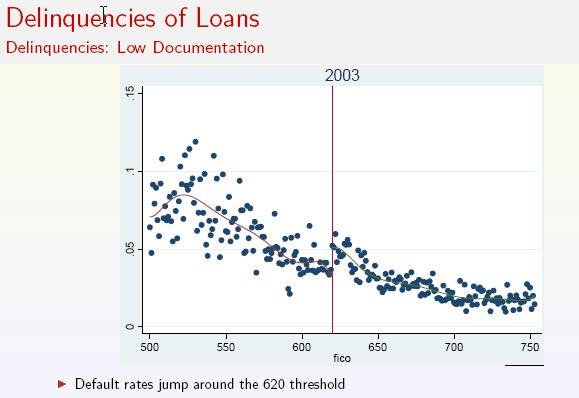 Delinquencies of Loans
Delinquencies: Low Documentation
2003
.15
.1
.05
0
500 550 600 650 700 750
fico
Default rates jump around the 620 threshold